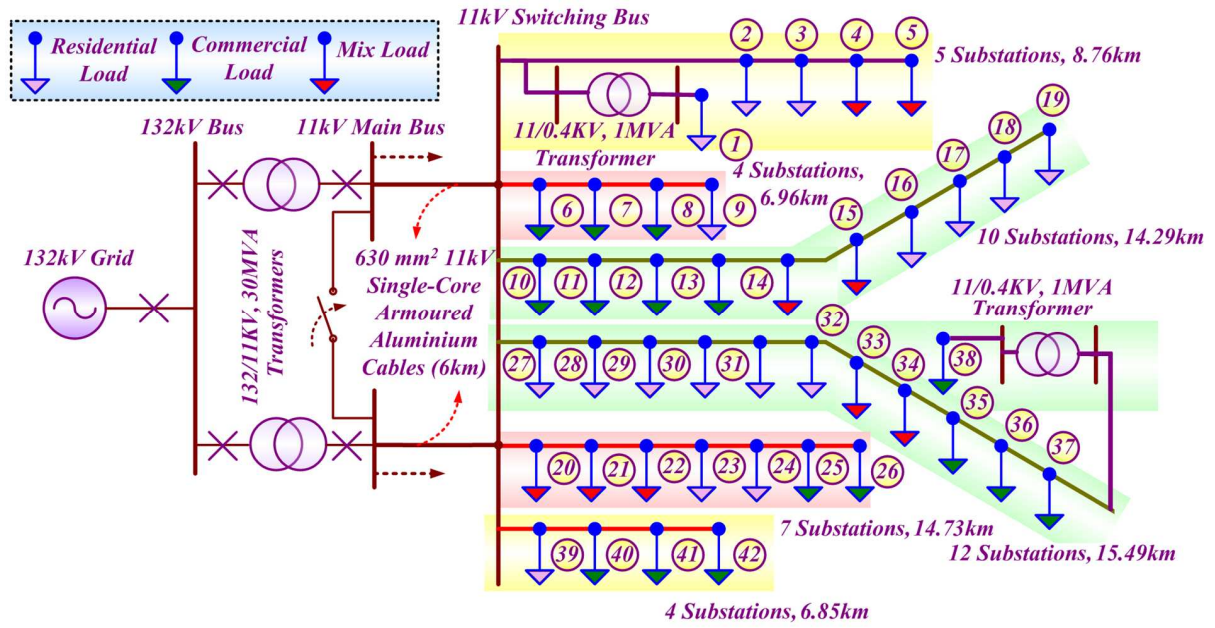 11kV Switching Bus
Residential Load
Commercial Load
Mix Load
2
3
4
5
5 Substations, 8.76km
132kV Bus
11kV Main Bus
11/0.4KV, 1MVA
Transformer
1
4 Substations,
6.96km
6
7
8
9
15
16
17
18
19
10 Substations, 14.29km
132kV Grid
132/11KV, 30MVA
Transformers
630 mm² 11kV
Single-Core
Armoured
Aluminium
Cables (6km)
10
11
12
13
14
11/0.4KV, 1MVA
Transformer
27
28
29
30
31
32
33
34
35
36
37
38
20
21
22
23
24
25
26
7 Substations, 14.73km
12 Substations, 15.49km
39
40
41
42
4 Substations, 6.85km